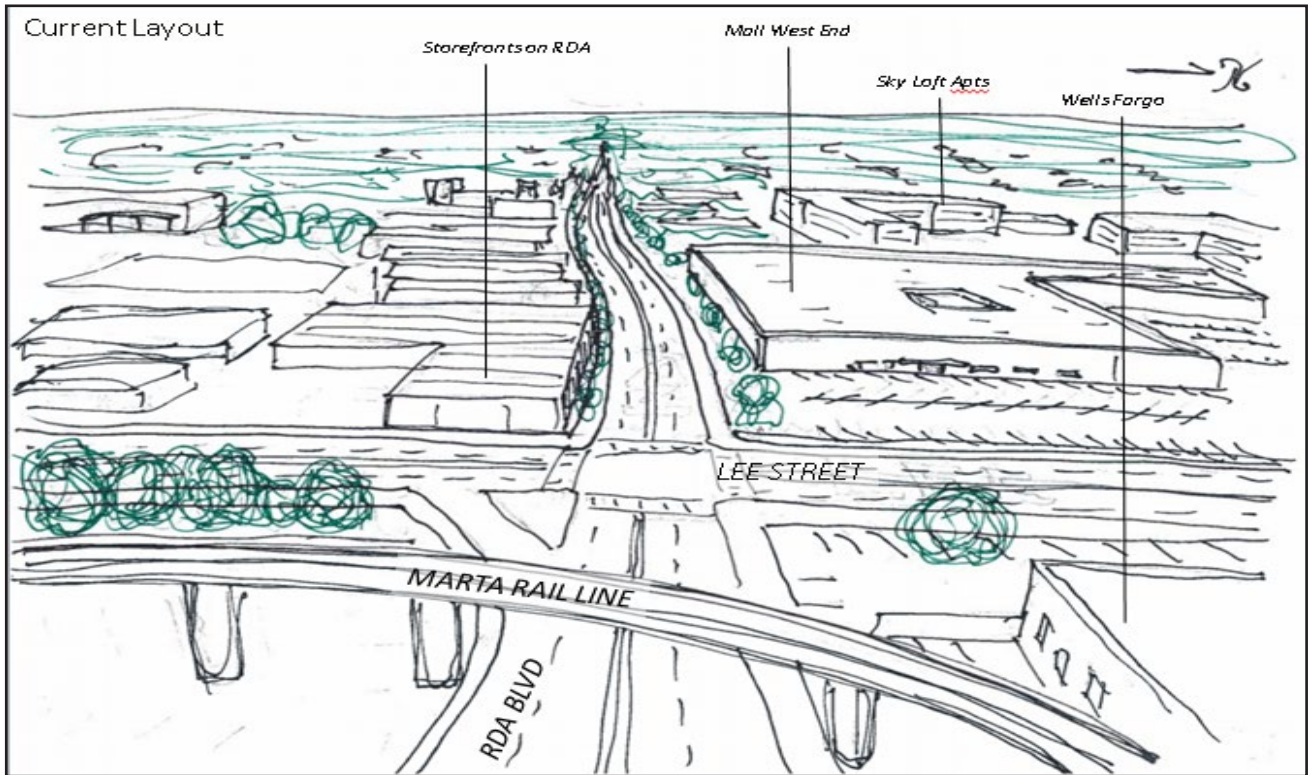 Current Layout
Storefronts on RDA
Mall West End
Sky Loft Apts
Wells Fargo
N
LEE STREET
MARTA RAIL LINE
RDA BLVD